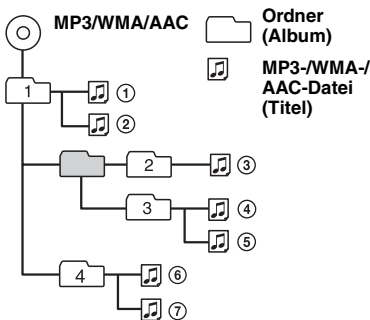 MP3/WMA/AAC
Ordner
(Album)
MP3-/WMA-/
AAC-Datei
(Titel)
1
①
②
2
③
3
④
⑤
4
⑥
⑦